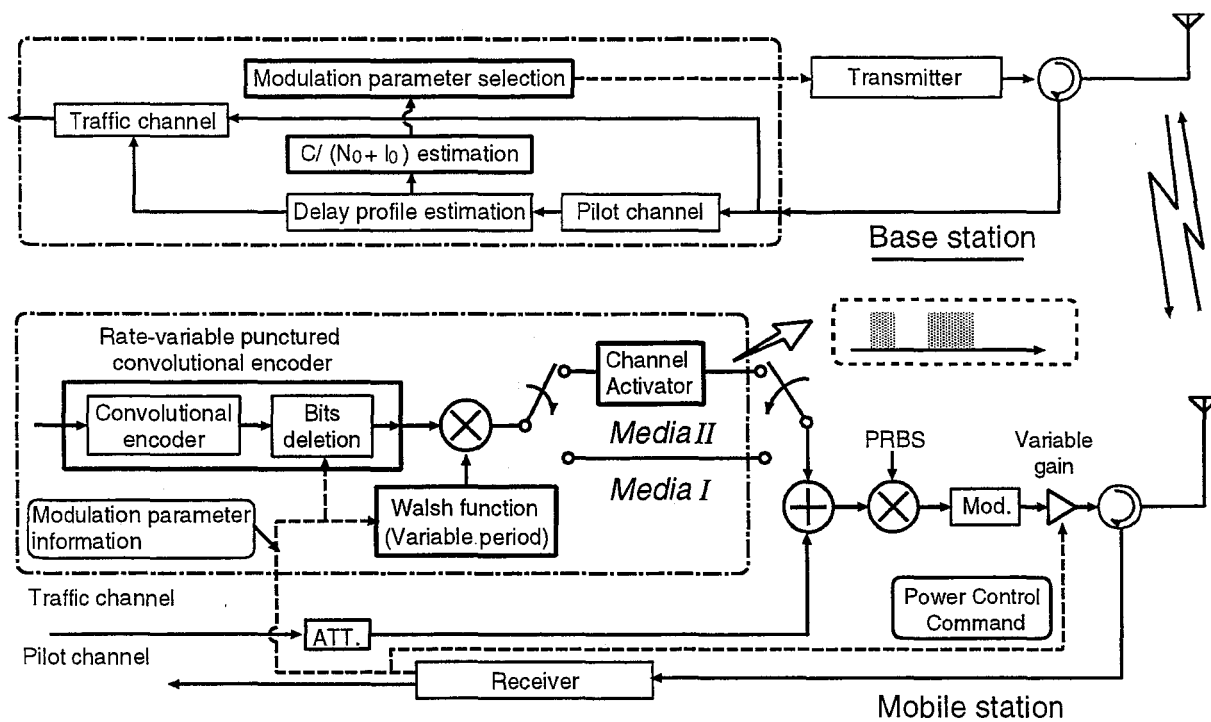 Modulation parameter selection
Transmitter
Traffic channel
C/ (N₀ + I₀) estimation
Delay profile estimation
Pilot channel
Base station
Rate-variable punctured
convolutional encoder
Convolutional
encoder
Bits
deletion
Channel
Activator
Media II
Media I
PRBS
Variable
gain
Mod.
Walsh function
(Variable period)
Modulation parameter
information
Traffic channel
Pilot channel
ATT.
Power Control
Command
Receiver
Mobile station